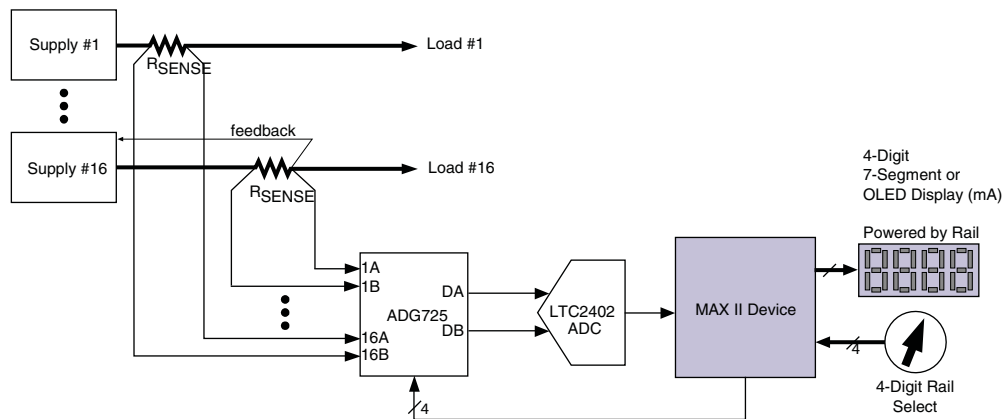 Supply #1
Load #1
RSENSE
feedback
Supply #16
Load #16
RSENSE
4-Digit
7-Segment or
OLED Display (mA)
Powered by Rail
1A
1B
16A
16B
ADG725
DA
DB
LTC2402
ADC
MAX II Device
4
4
4-Digit Rail
Select